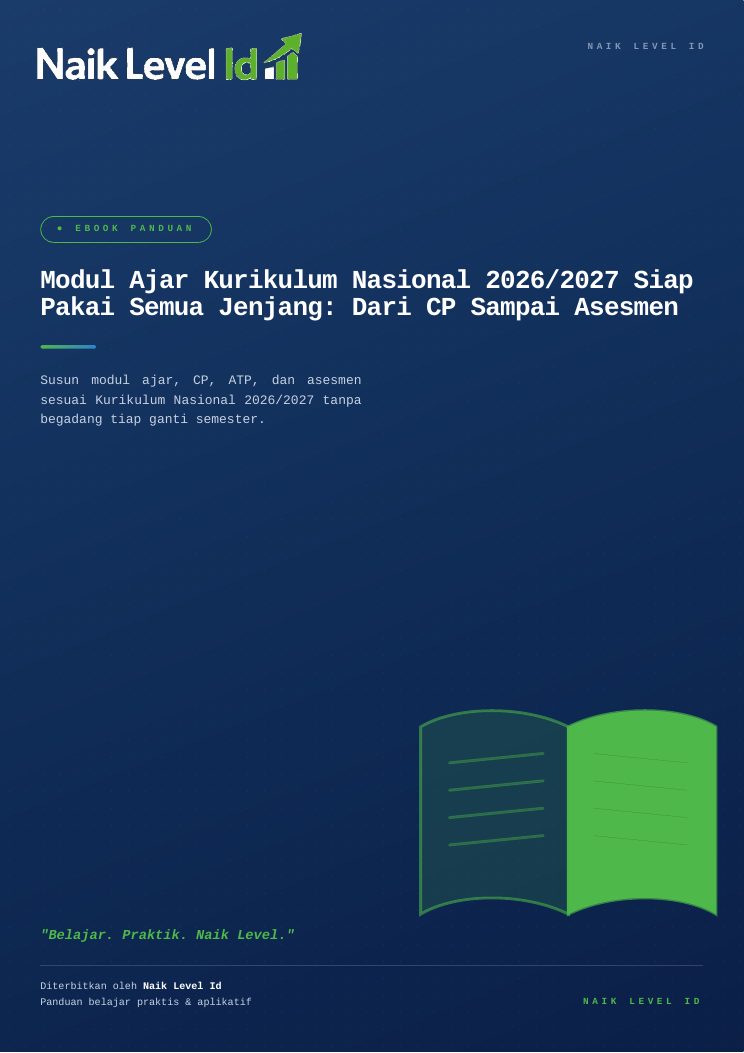 Naik Level Id
NAIK LEVEL ID
• EBOOK PANDUAN
Modul Ajar Kurikulum Nasional 2026/2027 Siap
Pakai Semua Jenjang: Dari CP Sampai Asesmen
Susun modul ajar, CP, ATP, dan asesmen
sesuai Kurikulum Nasional 2026/2027 tanpa
begadang tiap ganti semester.
"Belajar. Praktik. Naik Level."
Diterbitkan oleh Naik Level Id
Panduan belajar praktis & aplikatif
NAIK LEVEL ID